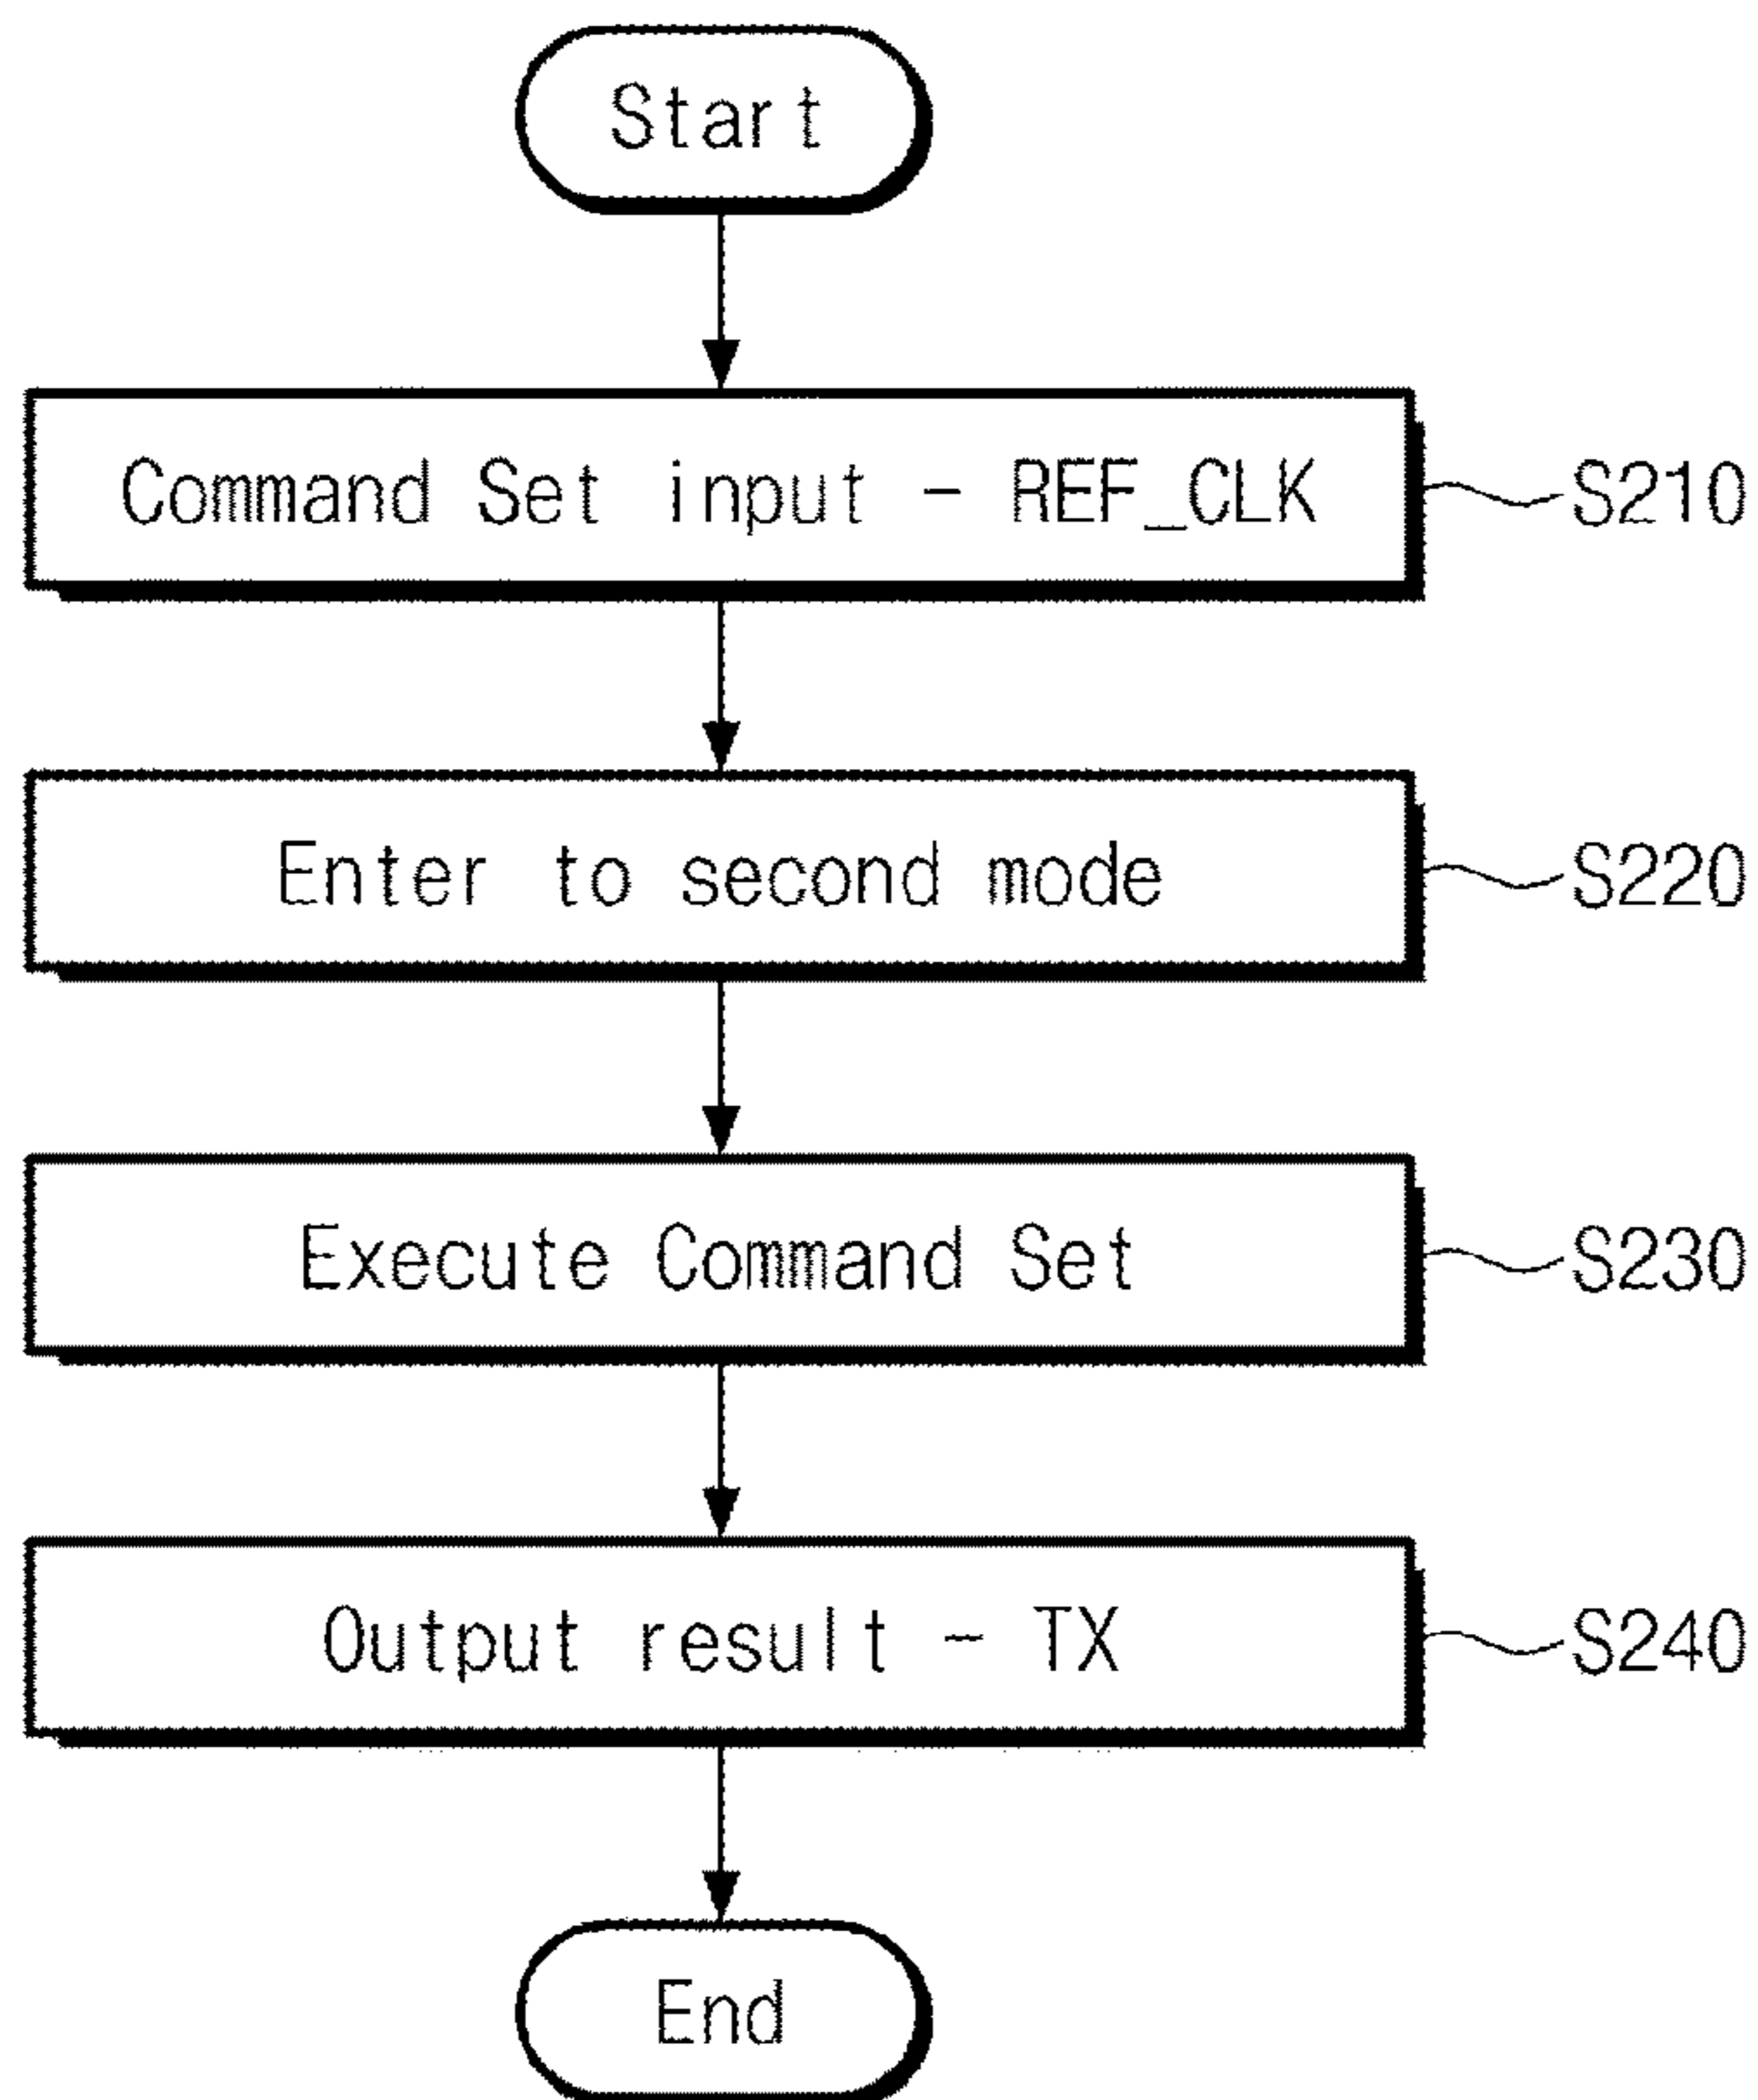 Start
Command Set input - REF_CLK
S210
Enter to second mode
S220
Execute Command Set
S230
Output result - TX
S240
End